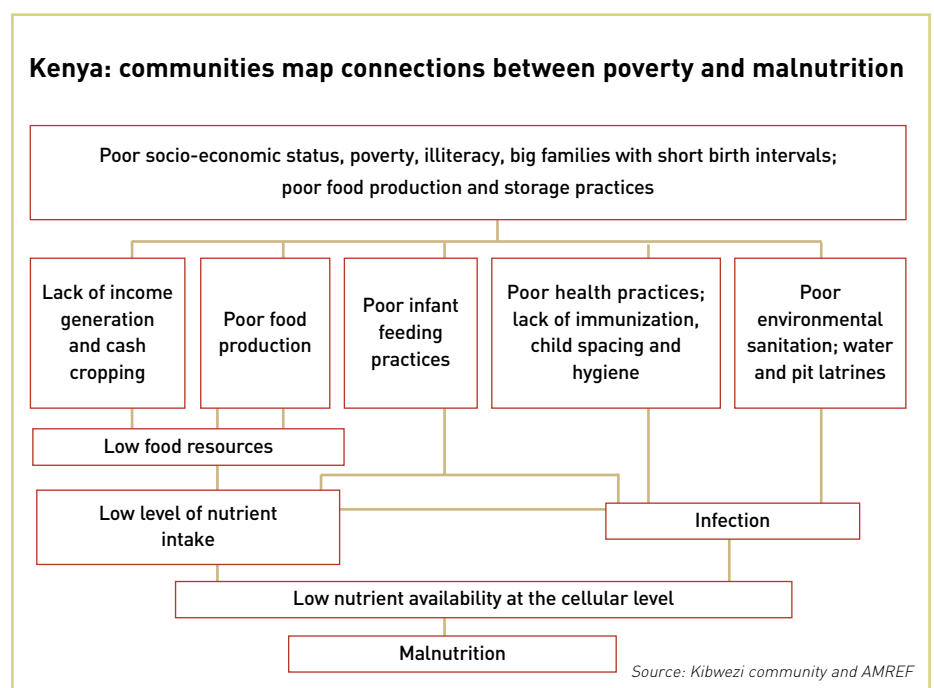 Kenya: communities map connections between poverty and malnutrition
Poor socio-economic status, poverty, illiteracy, big families with short birth intervals;
poor food production and storage practices
Lack of income
generation
and cash
cropping
Poor food
production
Poor infant
feeding
practices
Poor health practices;
lack of immunization,
child spacing and
hygiene
Poor
environmental
sanitation; water
and pit latrines
Low food resources
Low level of nutrient
intake
Infection
Low nutrient availability at the cellular level
Malnutrition
Source: Kibwezi community and AMREF